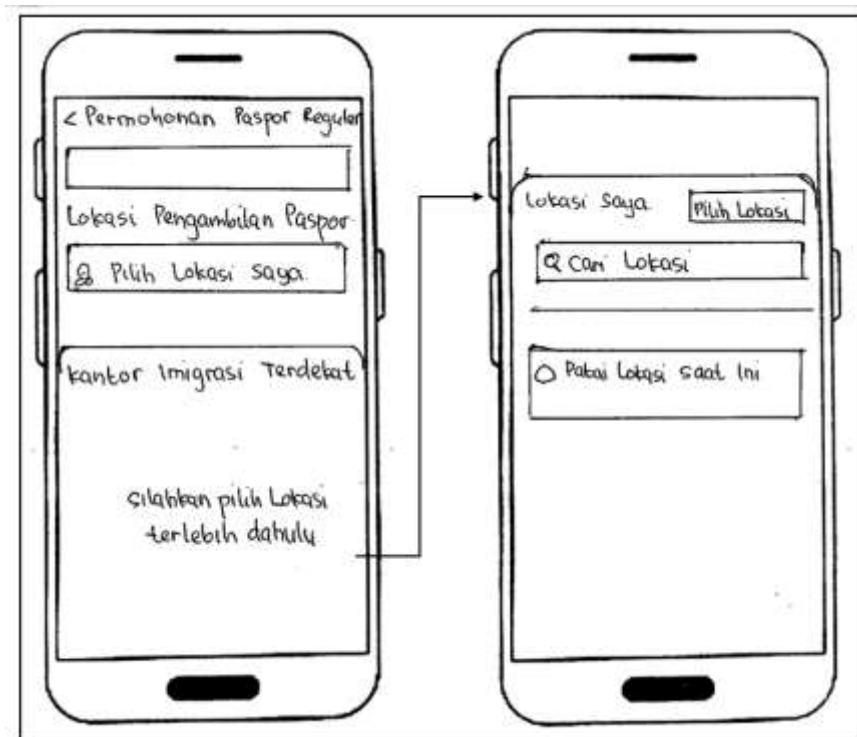 < Permohonan Paspor Reguler
Lokasi Pengambilan Paspor
Pilih Lokasi Saya
Kantor Imigrasi Terdekat
Silahkan pilih Lokasi
terlebih dahulu
Lokasi Saya
Pilih Lokasi
Cari Lokasi
Pakai Lokasi Saat Ini